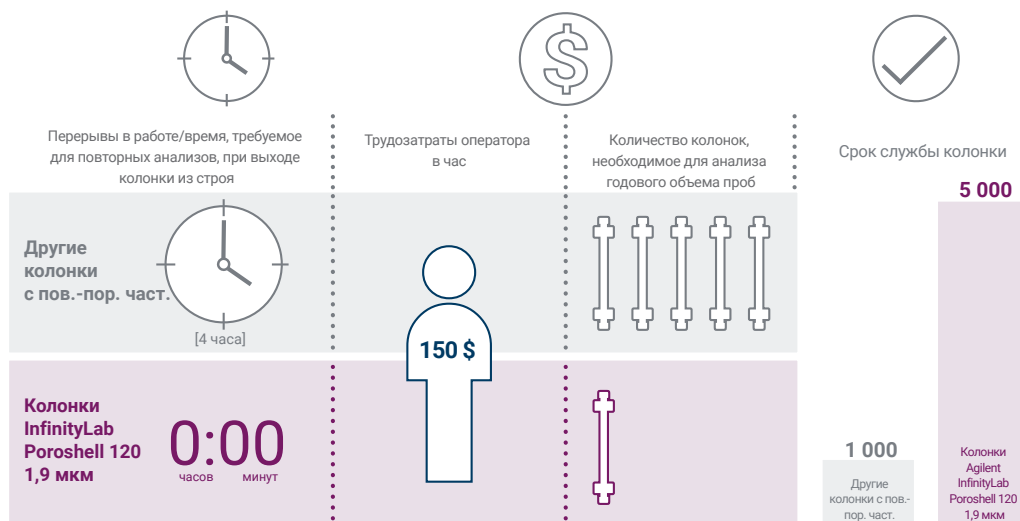 Перерывы в работе/время, требуемое
для повторных анализов, при выходе
колонки из строя
Трудозатраты оператора
в час
Количество колонок,
необходимое для анализа
годового объема проб
Срок службы колонки
Другие
колонки
с пов.-пор. част.
[4 часа]
150 $
Колонки
InfinityLab
Poroshell 120
1,9 мкм
0:00
часов минут
5 000
1 000
Другие
колонки с пов.-
пор. част.
Колонки
Agilent
InfinityLab
Poroshell 120
1,9 мкм